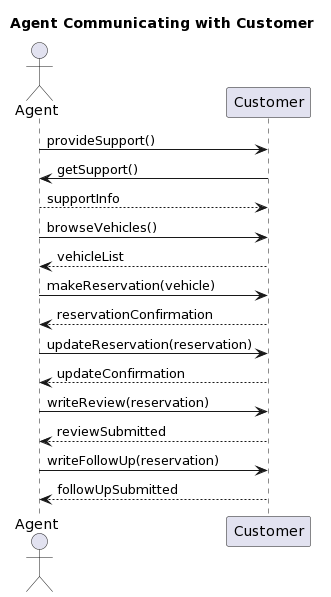 Agent Communicating with Customer
Agent
Customer
provideSupport()
getSupport()
supportInfo
browseVehicles()
vehicleList
makeReservation(vehicle)
reservationConfirmation
updateReservation(reservation)
updateConfirmation
writeReview(reservation)
reviewSubmitted
writeFollowUp(reservation)
followUpSubmitted
Agent
Customer